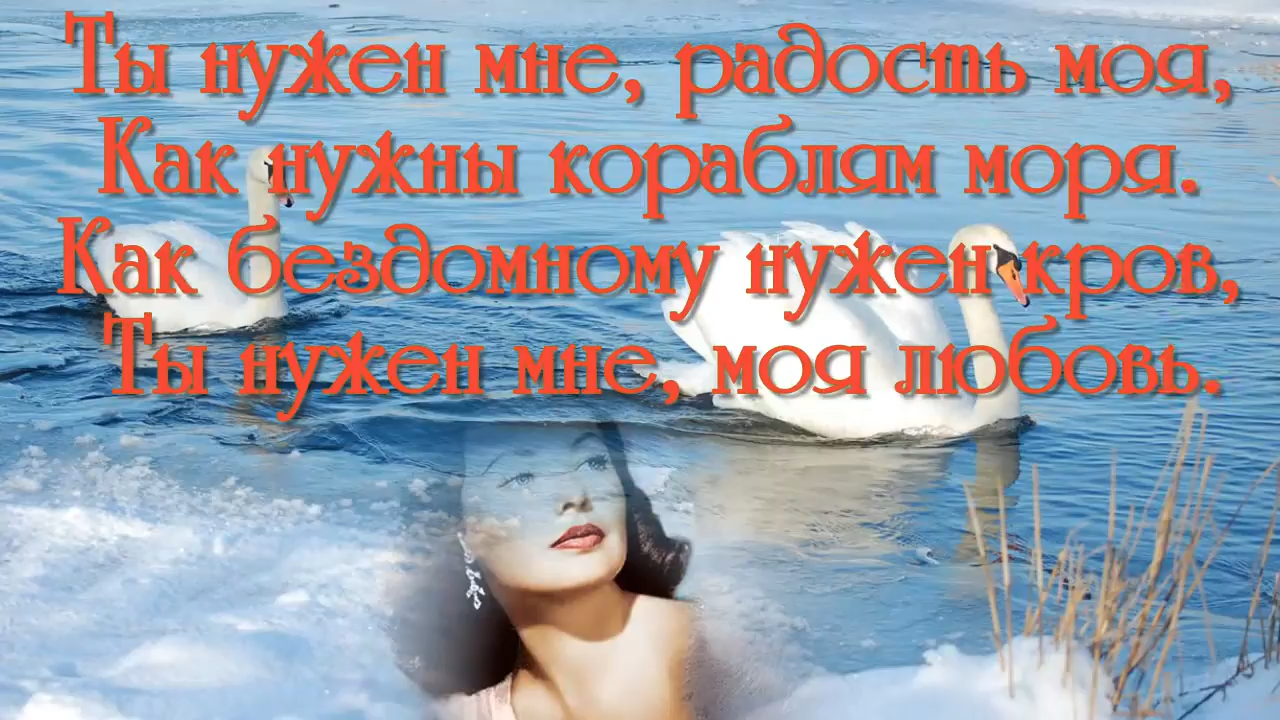 Ты нужен мне, радость моя,
Как нужны кораблям моря.
Как бездомному нужен кров,
Ты нужен мне, моя любовь.